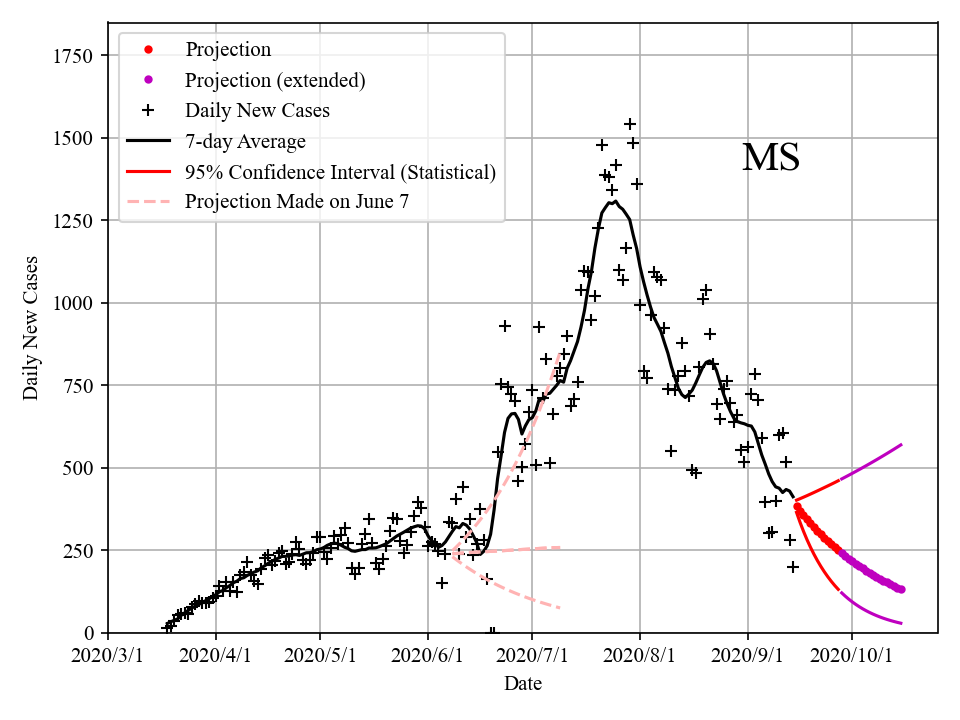 1750
1500
1250
1000
750
500
250
0
Daily New Cases
Projection
Projection (extended)
Daily New Cases
7-day Average
95% Confidence Interval (Statistical)
Projection Made on June 7
MS
2020/3/1 2020/4/1 2020/5/1 2020/6/1 2020/7/1 2020/8/1 2020/9/1 2020/10/1
Date